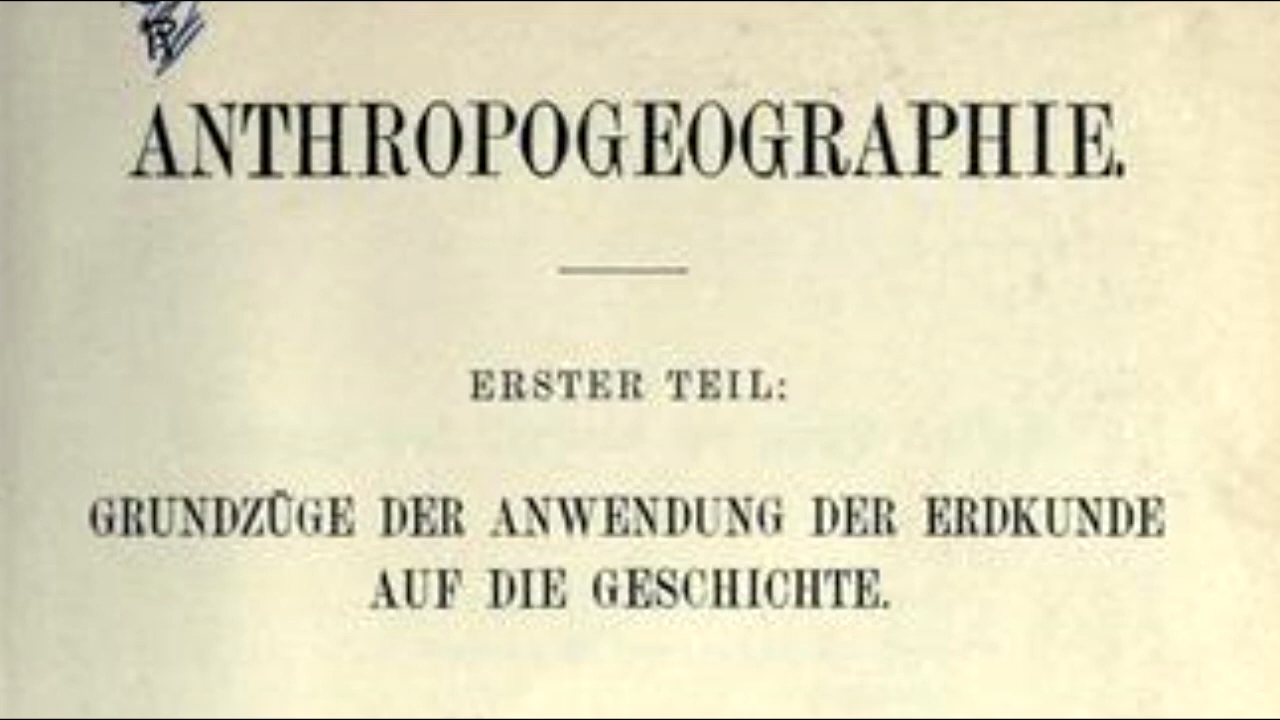 ANTHROPOGEOGRAPHIE.
ERSTER TEIL:
GRUNDZÜGE DER ANWENDUNG DER ERDKUNDE
AUF DIE GESCHICHTE.